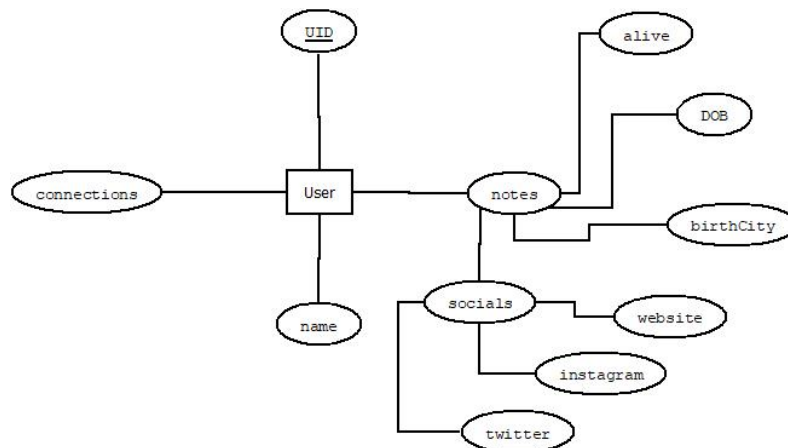 UID
alive
DOB
connections
User
notes
birthCity
socials
name
website
instagram
twitter